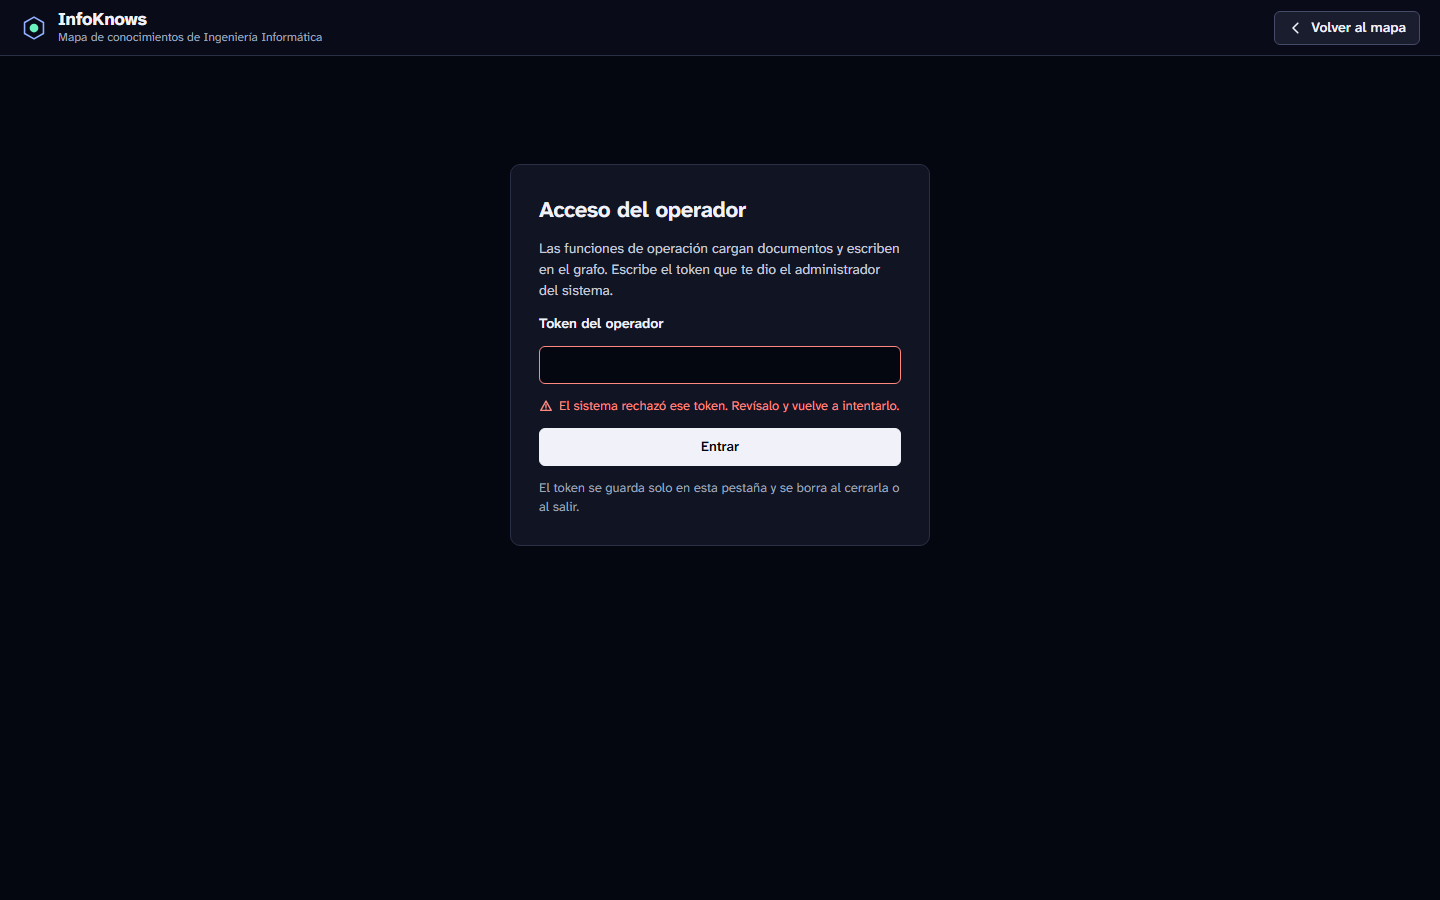 InfoKnows
Mapa de conocimientos de Ingeniería Informática
Volver al mapa
Acceso del operador
Las funciones de operación cargan documentos y escriben
en el grafo. Escribe el token que te dio el administrador
del sistema.
Token del operador
El sistema rechazó ese token. Revísalo y vuelve a intentarlo.
Entrar
El token se guarda solo en esta pestaña y se borra al cerrarla o
al salir.